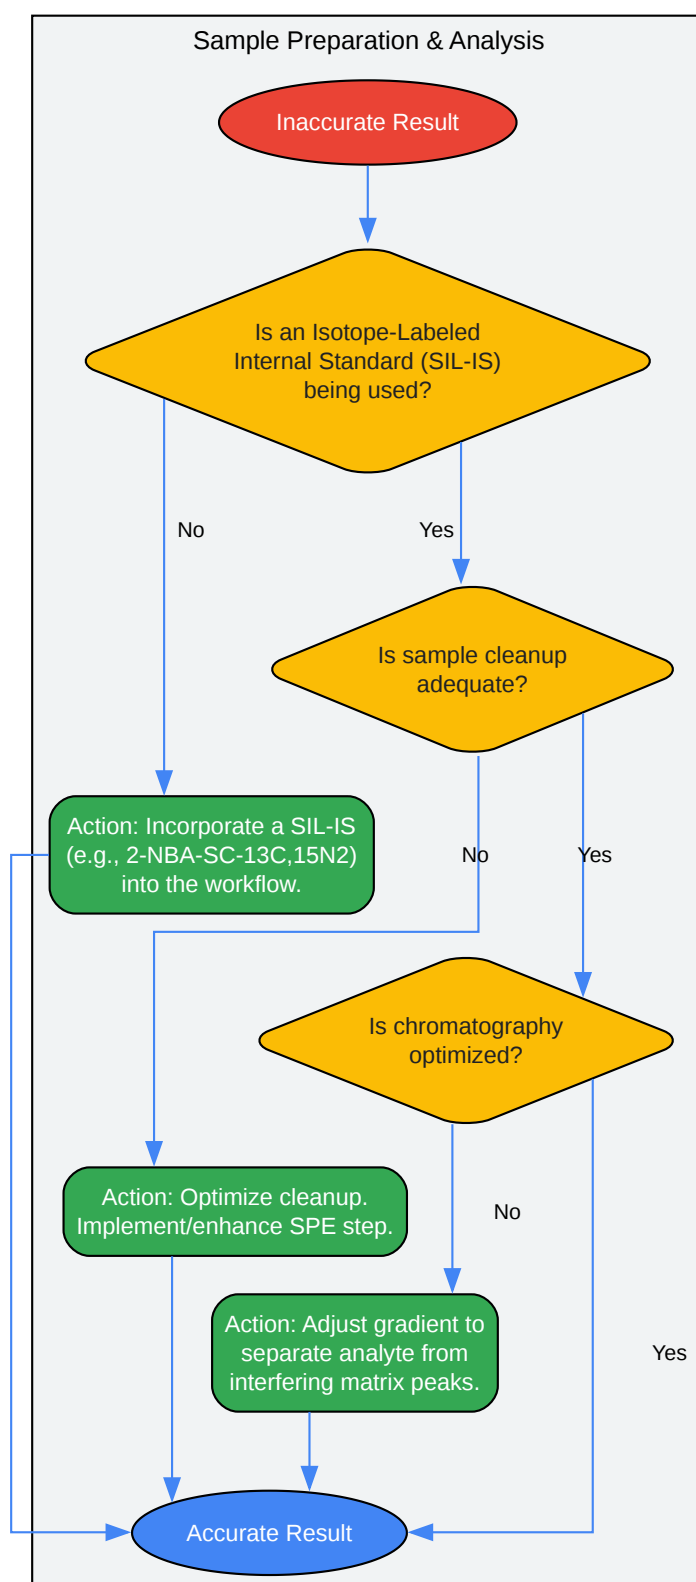 Sample Preparation & Analysis
Inaccurate Result
Is an Isotope-Labeled
Internal Standard (SIL-IS)
being used?
No
Yes
Is sample cleanup
adequate?
Action: Incorporate a SIL-IS
(e.g., 2-NBA-SC-13C,15N2)
into the workflow.
No
Yes
Is chromatography
optimized?
Action: Optimize cleanup.
Implement/enhance SPE step.
No
Action: Adjust gradient to
separate analyte from
interfering matrix peaks.
Yes
Accurate Result